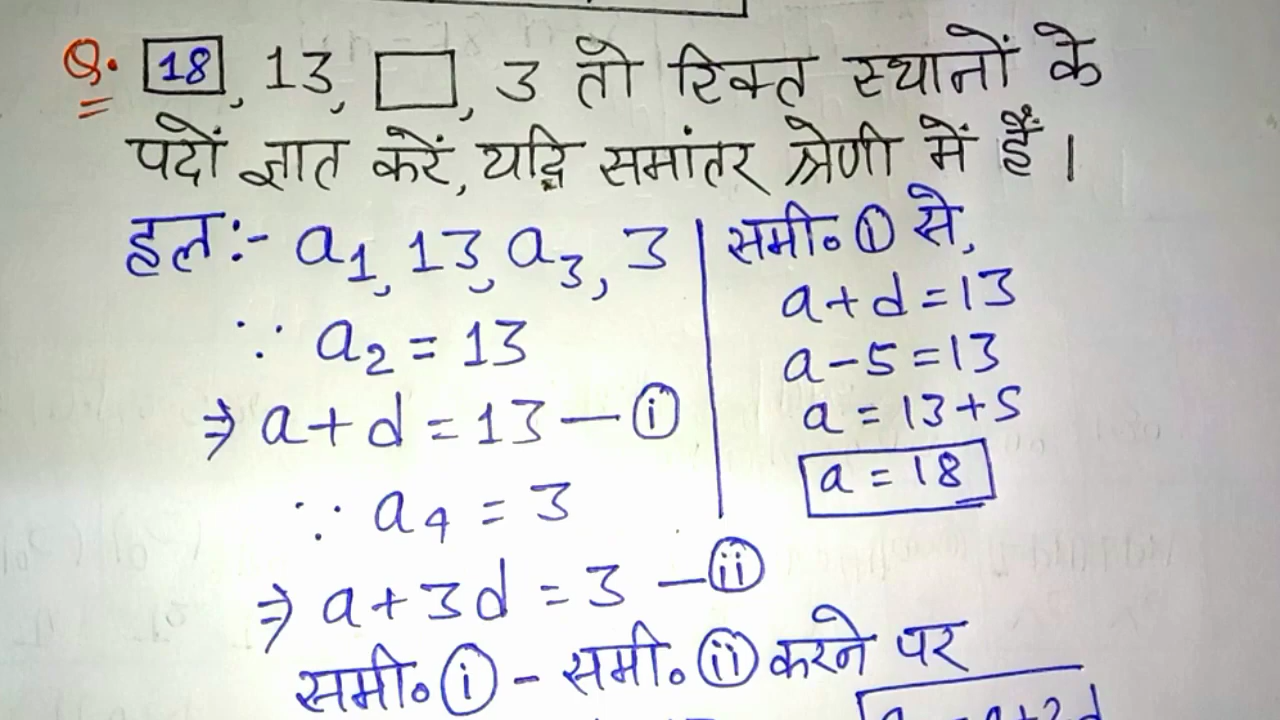 Q. 18, 13, , 3 तो रिक्त स्थानों के
पदों ज्ञात करें, यदि समांतर श्रेणी में हैं।
हल:- a1, 13, a3, 3
∵ a2 = 13
⇒ a+d = 13 — (i)
∵ a4 = 3
⇒ a+3d = 3 — (ii)
समी० (i) - समी० (ii) करने पर
समी० (i) से,
a+d=13
a-5=13
a=13+5
a=18